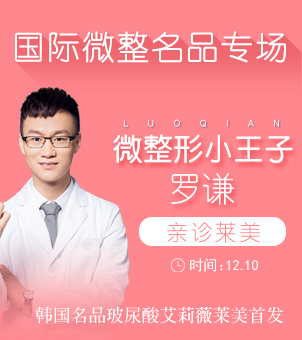 国际微整名品专场
LUOQIAN
微整形小王子
罗谦
亲诊莱美
时间:12.10
韩国名品玻尿酸艾莉薇莱美首发